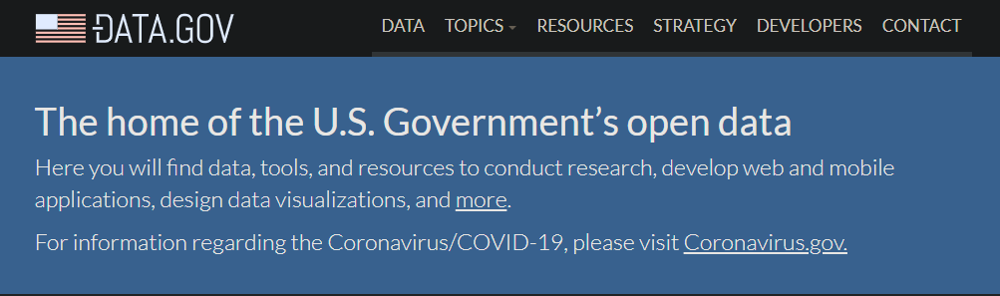 DATA.GOV
DATA TOPICS RESOURCES STRATEGY DEVELOPERS CONTACT
The home of the U.S. Government’s open data
Here you will find data, tools, and resources to conduct research, develop web and mobile
applications, design data visualizations, and more.
For information regarding the Coronavirus/COVID-19, please visit Coronavirus.gov.